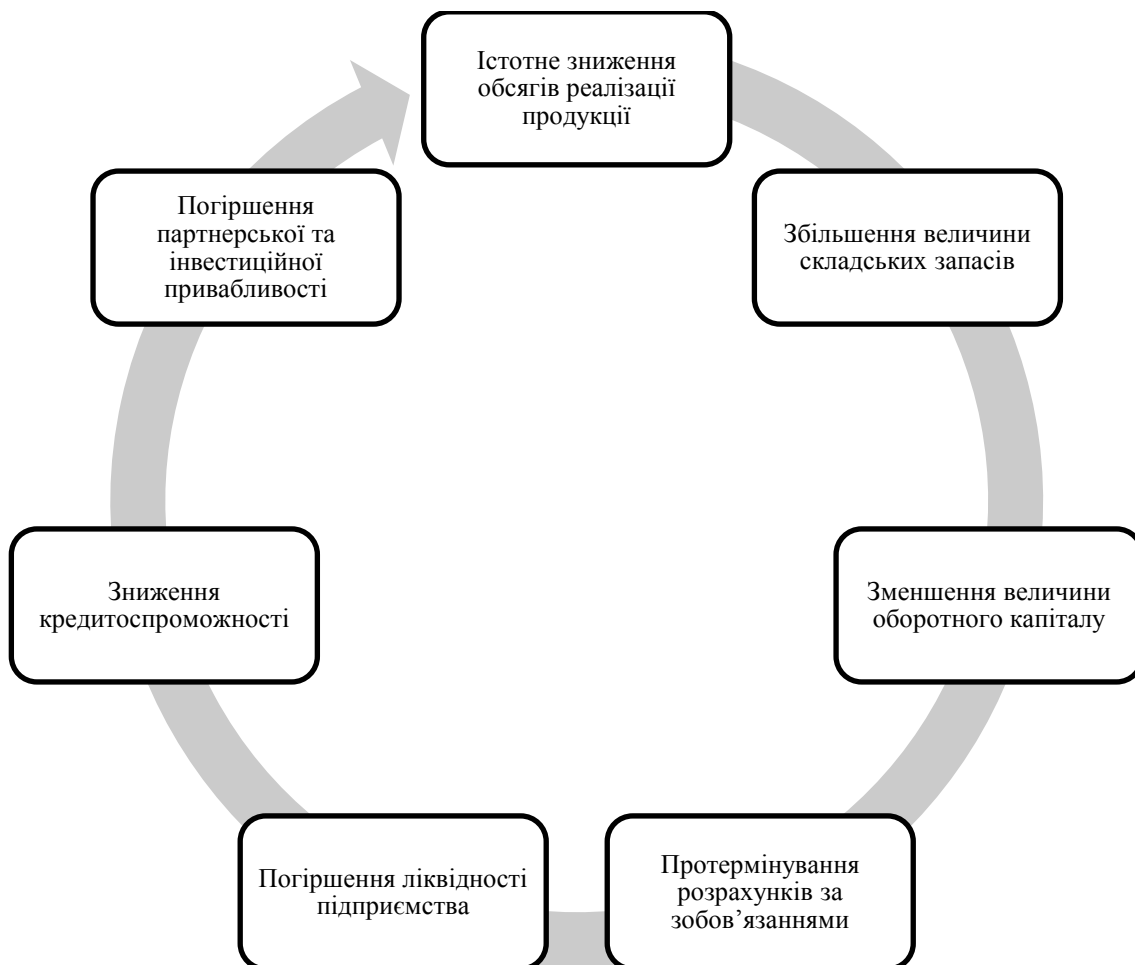 Істотне зниження
обсягів реалізації
продукції
Збільшення величини
складських запасів
Зменшення величини
оборотного капіталу
Протермінування
розрахунків за
зобов’язаннями
Погіршення ліквідності
підприємства
Зниження
кредитоспроможності
Погіршення
партнерської та
інвестиційної
привабливості